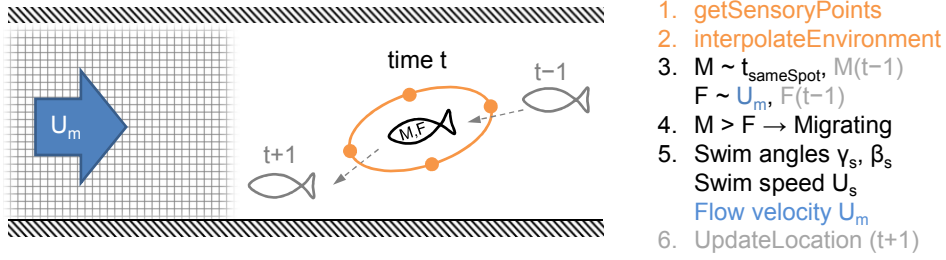 U_m
time t
t−1
M,F
t+1
1. getSensoryPoints
2. interpolateEnvironment
3. M ~ t_sameSpot, M(t−1)
F ~ U_m, F(t−1)
4. M > F → Migrating
5. Swim angles γ_s, β_s
Swim speed U_s
Flow velocity U_m
6. UpdateLocation (t+1)